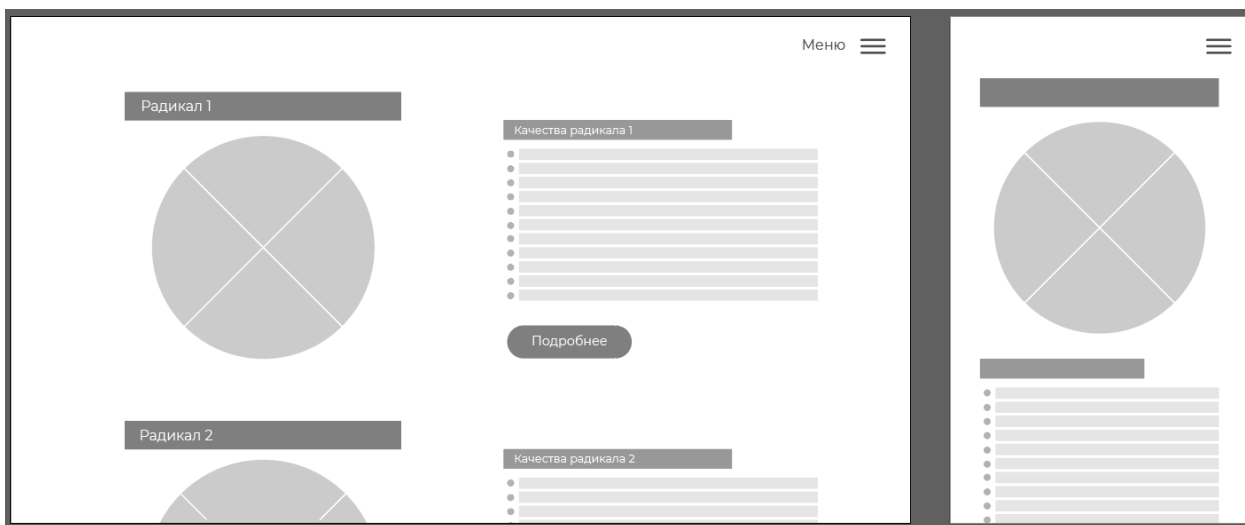 Меню
Радикал 1
Качества радикала 1
Подробнее
Радикал 2
Качества радикала 2